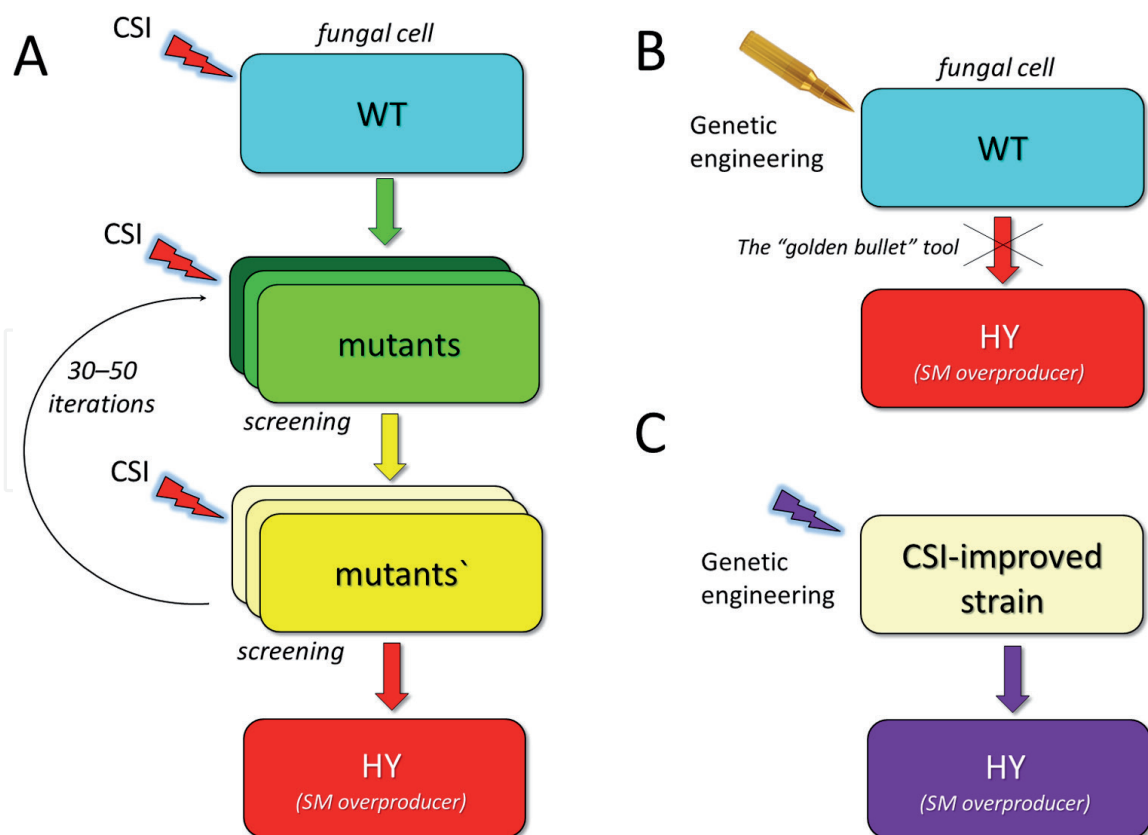 A
CSI
fungal cell
WT
CSI
mutants
30–50
iterations
screening
CSI
mutants`
screening
HY
(SM overproducer)
B
fungal cell
Genetic
engineering
WT
The “golden bullet” tool
HY
(SM overproducer)
C
Genetic
engineering
CSI-improved
strain
HY
(SM overproducer)